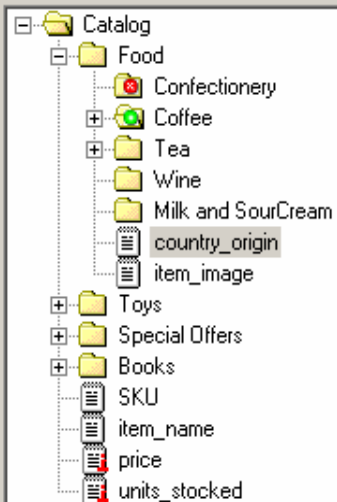 Catalog
Food
Confectionery
Coffee
Tea
Wine
Milk and SourCream
country_origin
item_image
Toys
Special Offers
Books
SKU
item_name
price
units_stocked